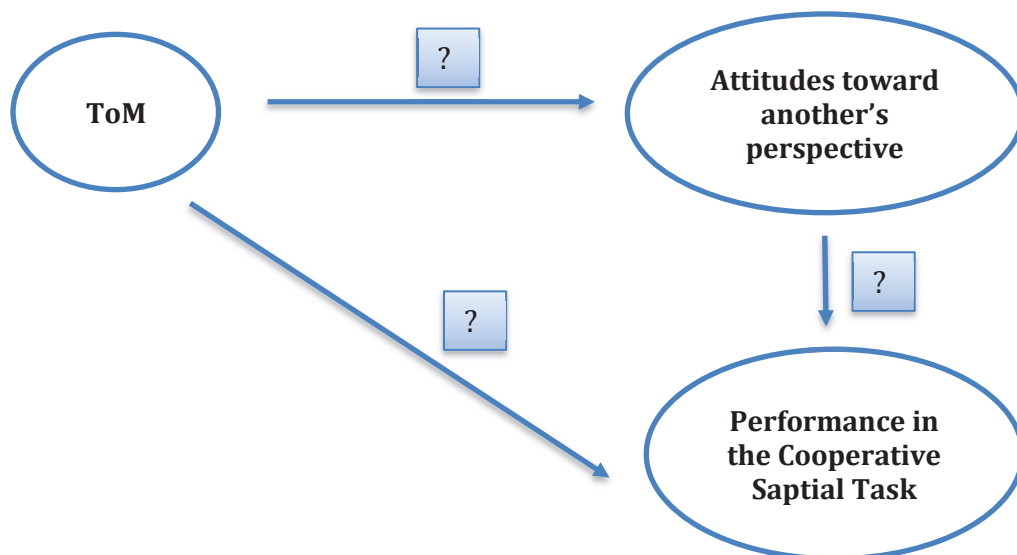 ?
ToM
Attitudes toward
another's
perspective
?
?
Performance in
the Cooperative
Saptial Task